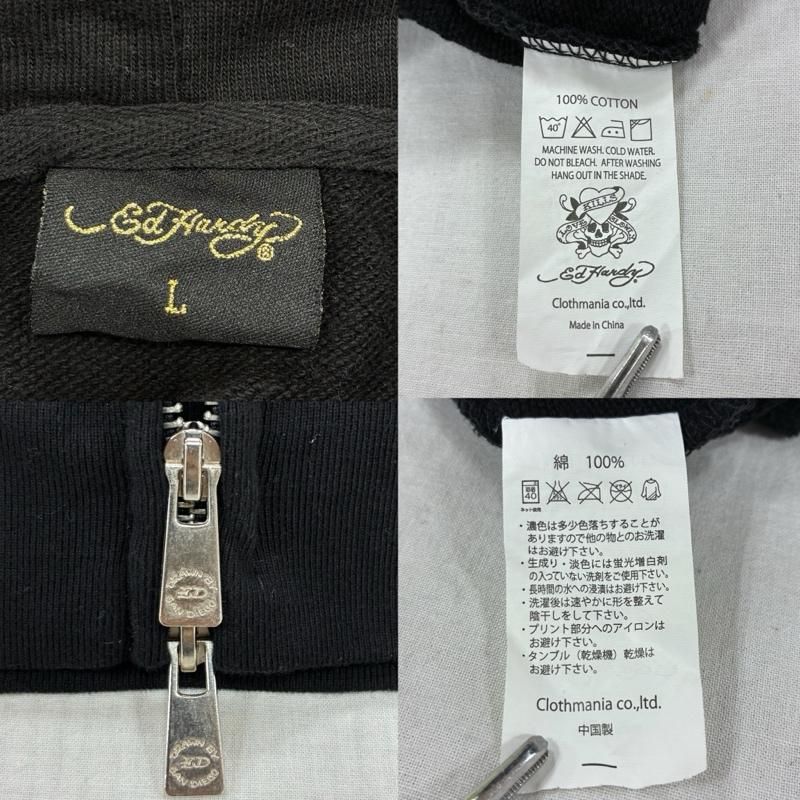 Ed Hardy®
L
100% COTTON
40°
MACHINE WASH. COLD WATER.
DO NOT BLEACH. AFTER WASHING
HANG OUT IN THE SHADE.
KILLS
LOVE SLOWLY
Ed Hardy
Clothmania co.,ltd.
Made in China
綿 100%
40
ネット使用
・濃色は多少色落ちすることが
ありますので他の物とのお洗濯
はお避け下さい。
・生成り・淡色には蛍光増白剤
の入っていない洗剤をご使用下さい。
・長時間の水への浸漬はお避け下さい。
・洗濯後は速やかに形を整えて
陰干しをして下さい。
・プリント部分へのアイロンは
お避け下さい。
・タンブル（乾燥機）乾燥は
お避け下さい。
Clothmania co.,ltd.
中国製